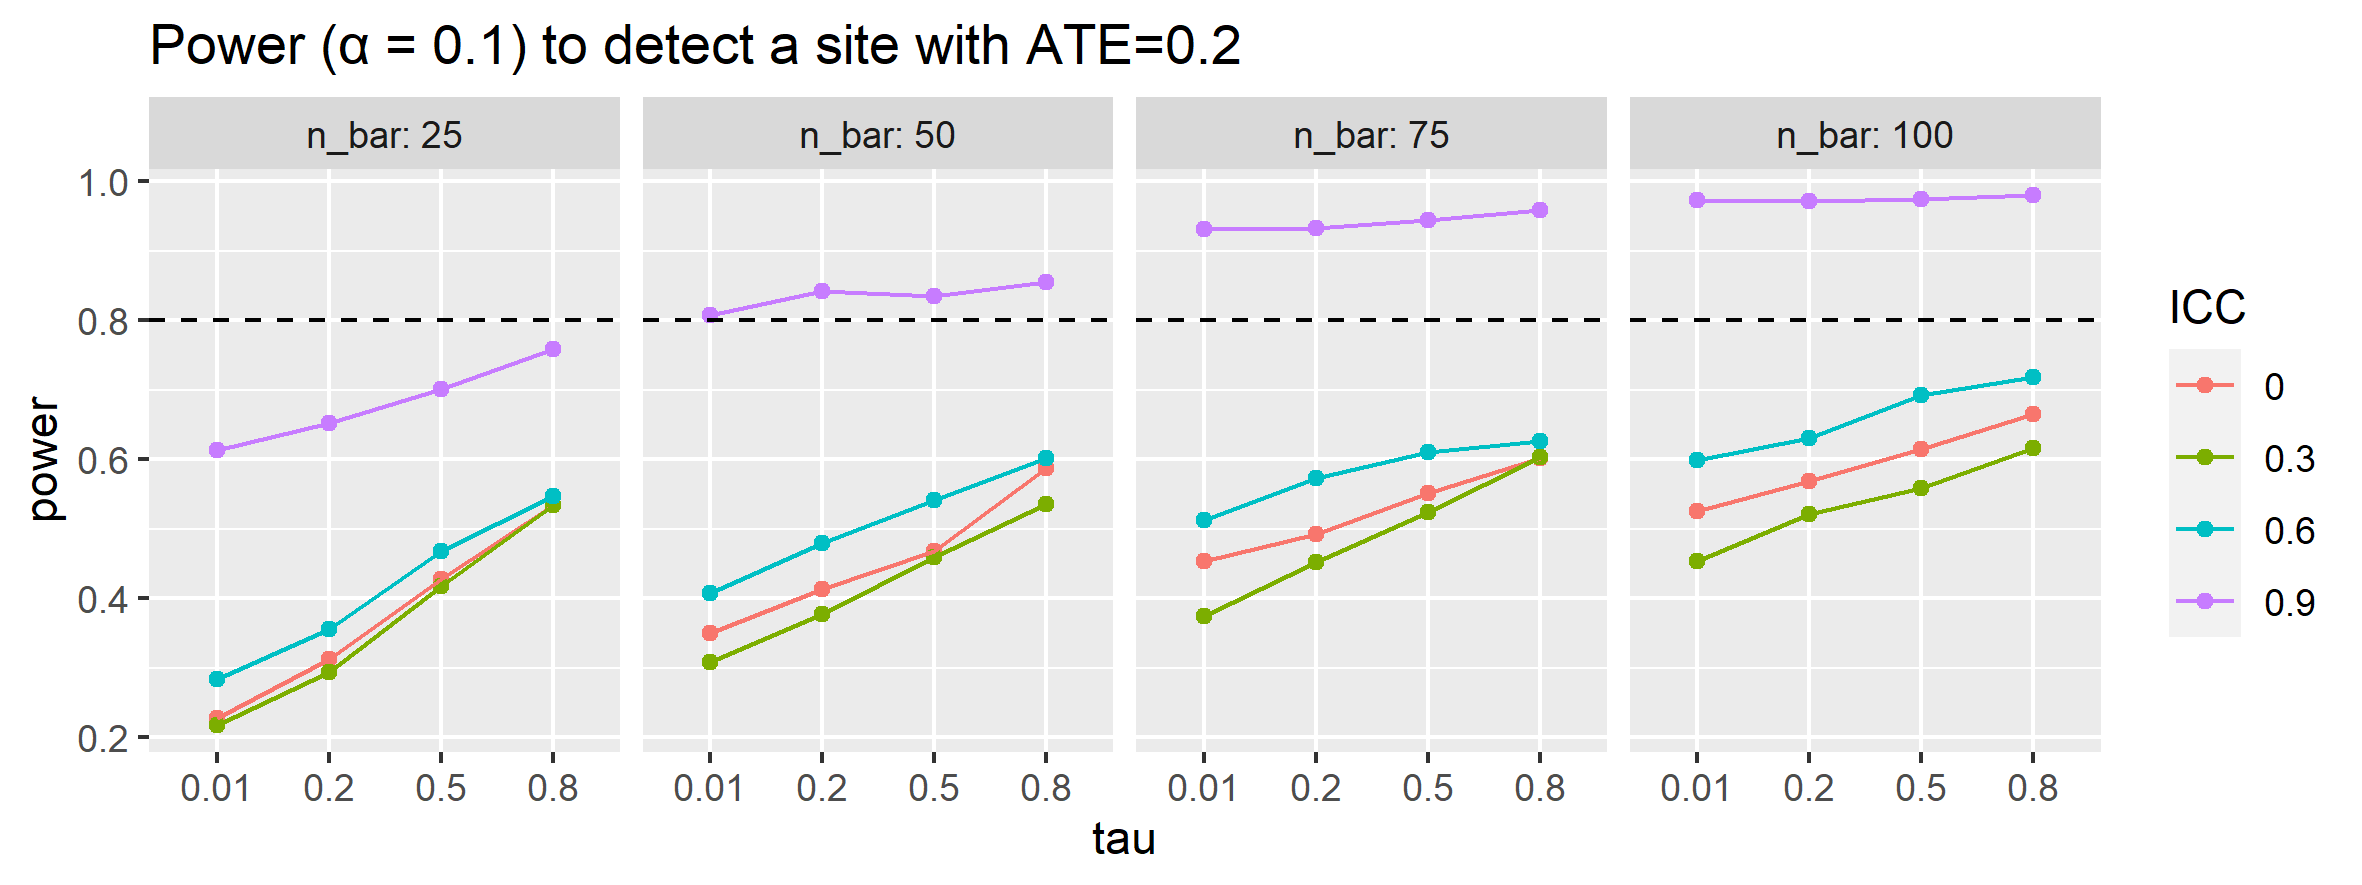 Power (α = 0.1) to detect a site with ATE=0.2
n_bar: 25
n_bar: 50
n_bar: 75
n_bar: 100
1.0
0.8
0.6
0.4
0.2
power
0.01 0.2 0.5 0.8
0.01 0.2 0.5 0.8
0.01 0.2 0.5 0.8
0.01 0.2 0.5 0.8
tau
ICC
0
0.3
0.6
0.9